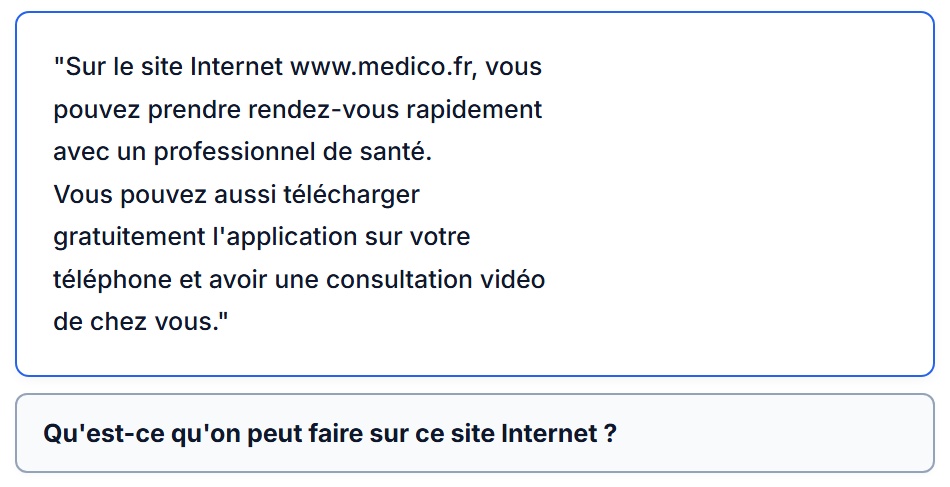 "Sur le site Internet www.medico.fr, vous
pouvez prendre rendez-vous rapidement
avec un professionnel de santé.
Vous pouvez aussi télécharger
gratuitement l'application sur votre
téléphone et avoir une consultation vidéo
de chez vous."
Qu'est-ce qu'on peut faire sur ce site Internet ?